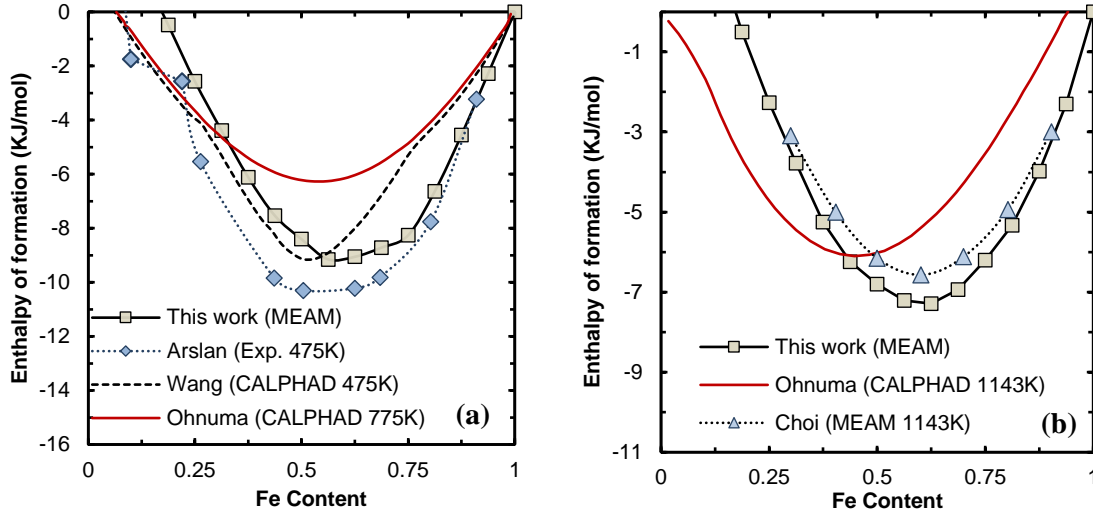 0
-2
-4
-6
-8
-10
-12
-14
-16
0
0.25
0.5
0.75
1
Enthalpy of formation (KJ/mol)
Fe Content
This work (MEAM)
Arslan (Exp. 475K)
Wang (CALPHAD 475K)
Ohnuma (CALPHAD 775K)
(a)
-1
-3
-5
-7
-9
-11
0
0.25
0.5
0.75
1
Enthalpy of formation (KJ/mol)
Fe Content
This work (MEAM)
Ohnuma (CALPHAD 1143K)
Choi (MEAM 1143K)
(b)